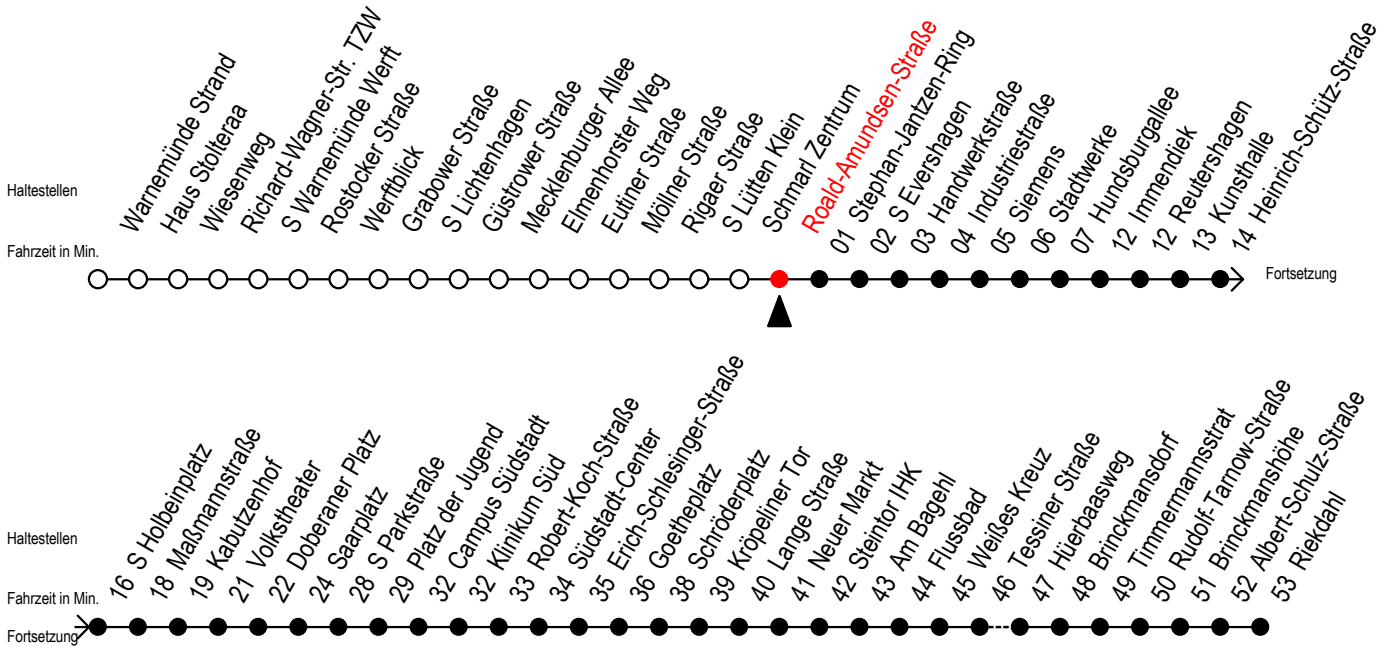 Haltestellen
Warnemünde Strand
Haus Stolteraa
Wiesenweg
Richard-Wagner-Str. TZW
S Warnemünde Werft
Rostocker Straße
Werftblick
Grabower Straße
S Lichtenhagen
Güstrower Straße
Mecklenburger Allee
Elmenhorster Weg
Eutiner Straße
Möllner Straße
Rigaer Straße
S Lütten Klein
Schmarl Zentrum
Roald-Amundsen-Straße
01 Stephan-Jantzen-Ring
02 S Evershagen
03 Handwerkstraße
04 Industriestraße
05 Siemens
06 Stadtwerke
07 Hundsburgallee
12 Immendiek
12 Reutershagen
13 Kunsthalle
14 Heinrich-Schütz-Straße
Fahrzeit in Min.
Fortsetzung
Haltestellen
16 S Holbeinplatz
18 Maßmannstraße
19 Kabutzenhof
21 Volkstheater
22 Doberaner Platz
24 Saarplatz
28 S Parkstraße
29 Platz der Jugend
32 Campus Südstadt
32 Klinikum Süd
33 Robert-Koch-Straße
34 Südstadt-Center
35 Erich-Schlesinger-Straße
36 Goetheplatz
38 Schröderplatz
39 Kröpeliner Tor
40 Lange Straße
41 Neuer Markt
42 Steintor IHK
43 Am Bagehl
44 Flussbad
45 Weißes Kreuz
46 Tessiner Straße
47 Hüerbaasweg
48 Brinckmansdorf
49 Timmermannsstrat
50 Rudolf-Tarnow-Straße
51 Brinckmanshöhe
52 Albert-Schulz-Straße
53 Riekdahl
Fahrzeit in Min.
Fortsetzung